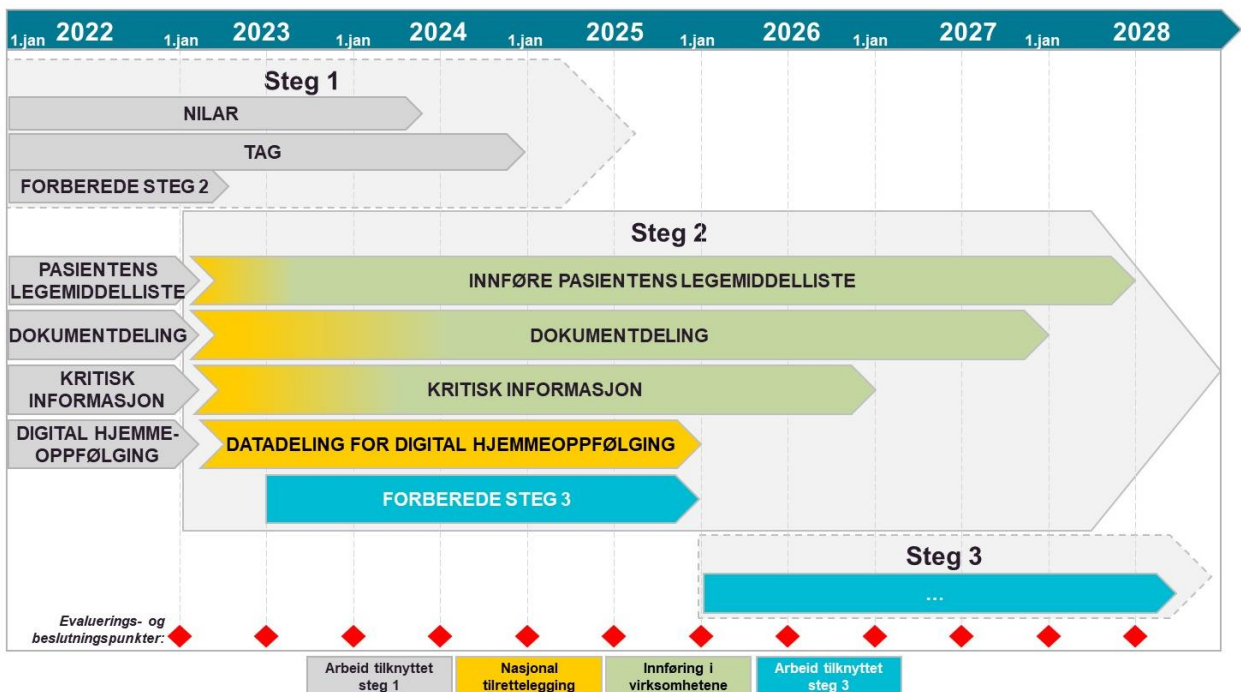 1.jan 2022 1.jan 2023 1.jan 2024 1.jan 2025 1.jan 2026 1.jan 2027 1.jan 2028
Steg 1
NILAR
TAG
FORBEREDE STEG 2
Steg 2
PASIENTENS
LEGEMIDDELLISTE
INNFØRE PASIENTENS LEGEMIDDELLISTE
DOKUMENTDELING
DOKUMENTDELING
KRITISK
INFORMASJON
KRITISK INFORMASJON
DIGITAL HJEMME-
OPPFØLGING
DATADELING FOR DIGITAL HJEMMEOPPFØLGING
FORBEREDE STEG 3
Steg 3
...
Evaluerings- og
beslutningspunkter:
Arbeid tilknyttet
steg 1
Nasjonal
tilrettelegging
Innføring i
virksomhetene
Arbeid tilknyttet
steg 3